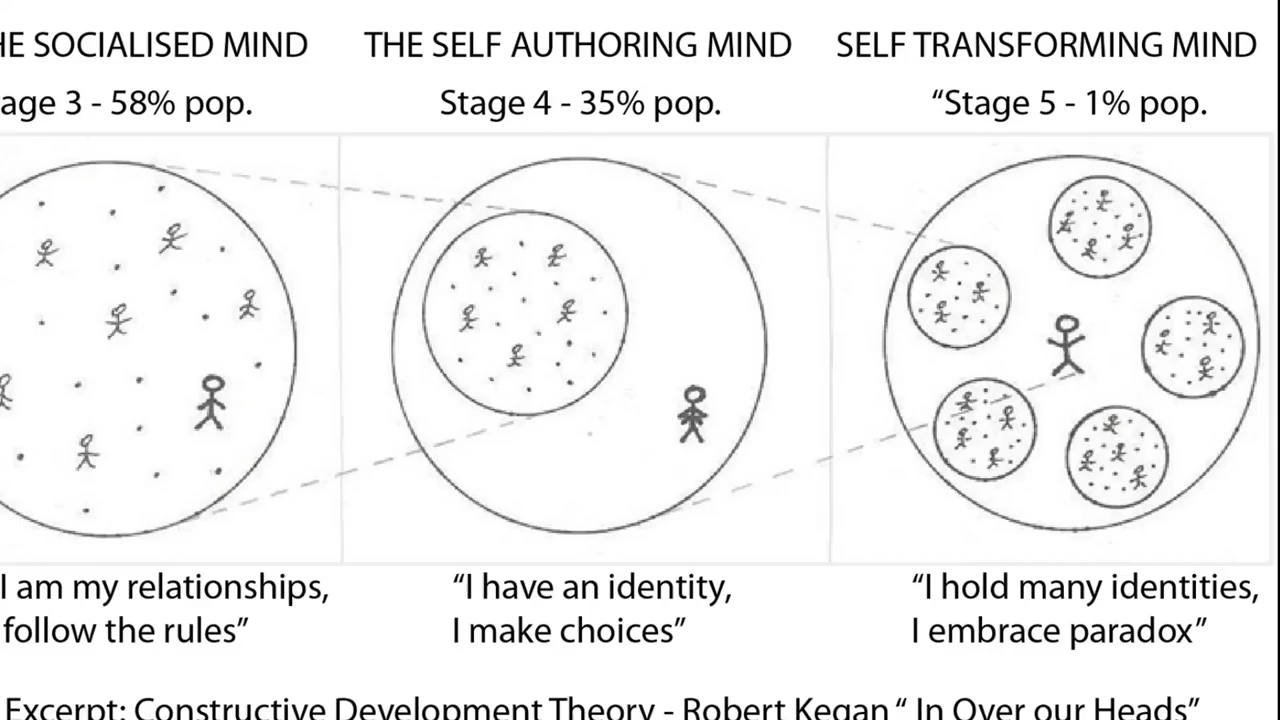 HE SOCIALISED MIND
THE SELF AUTHORING MIND
SELF TRANSFORMING MIND
age 3 - 58% pop.
Stage 4 - 35% pop.
“Stage 5 - 1% pop.
I am my relationships,
follow the rules”
“I have an identity,
I make choices”
“I hold many identities,
I embrace paradox”
Excerpt: Constructive Development Theory - Robert Kegan “ In Over our Heads”